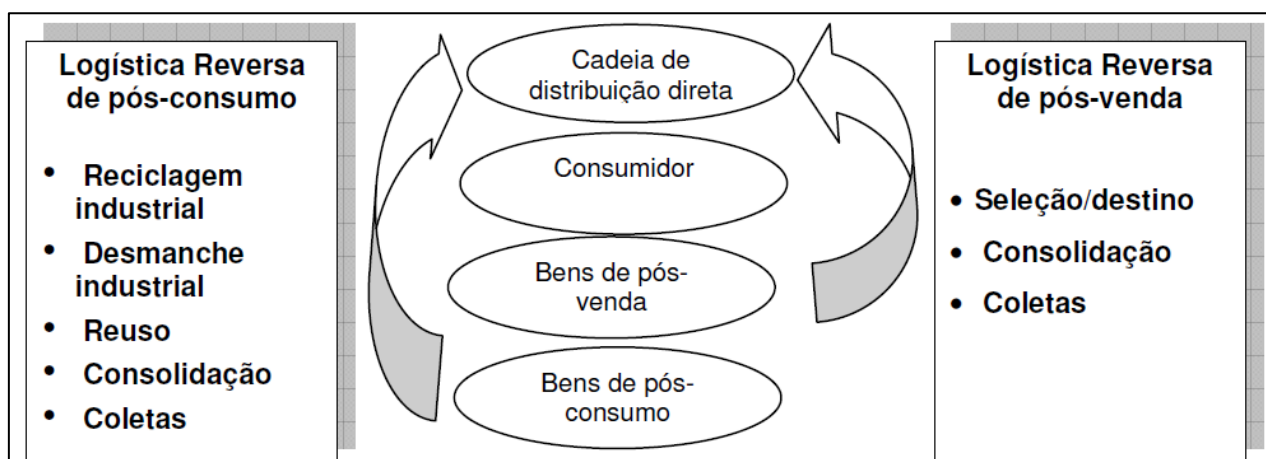 Logística Reversa
de pós-consumo
• Reciclagem
industrial
• Desmanche
industrial
• Reuso
• Consolidação
• Coletas
Cadeia de
distribuição direta
Consumidor
Bens de pós-
venda
Bens de pós-
consumo
Logística Reversa
de pós-venda
• Seleção/destino
• Consolidação
• Coletas